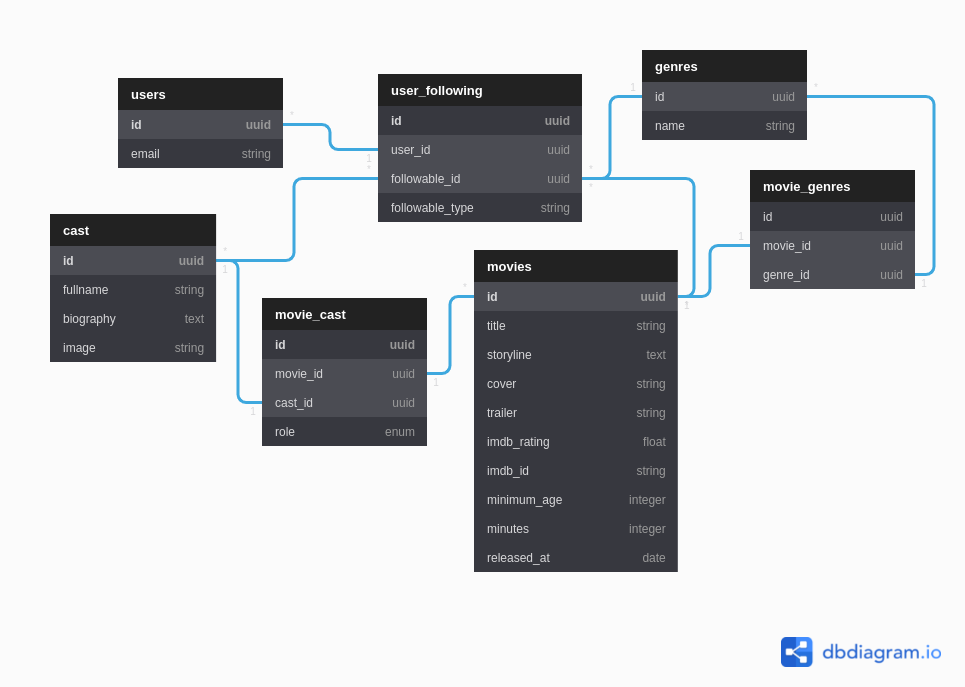 users
id uuid
email string
user_following
id uuid
user_id uuid
followable_id uuid
followable_type string
genres
id uuid
name string
movie_genres
id uuid
movie_id uuid
genre_id uuid
cast
id uuid
fullname string
biography text
image string
movie_cast
id uuid
movie_id uuid
cast_id uuid
role enum
movies
id uuid
title string
storyline text
cover string
trailer string
imdb_rating float
imdb_id string
minimum_age integer
minutes integer
released_at date
*
1
*
1
*
*
*
1
*
1
1
*
1
1
1
dbdiagram.io